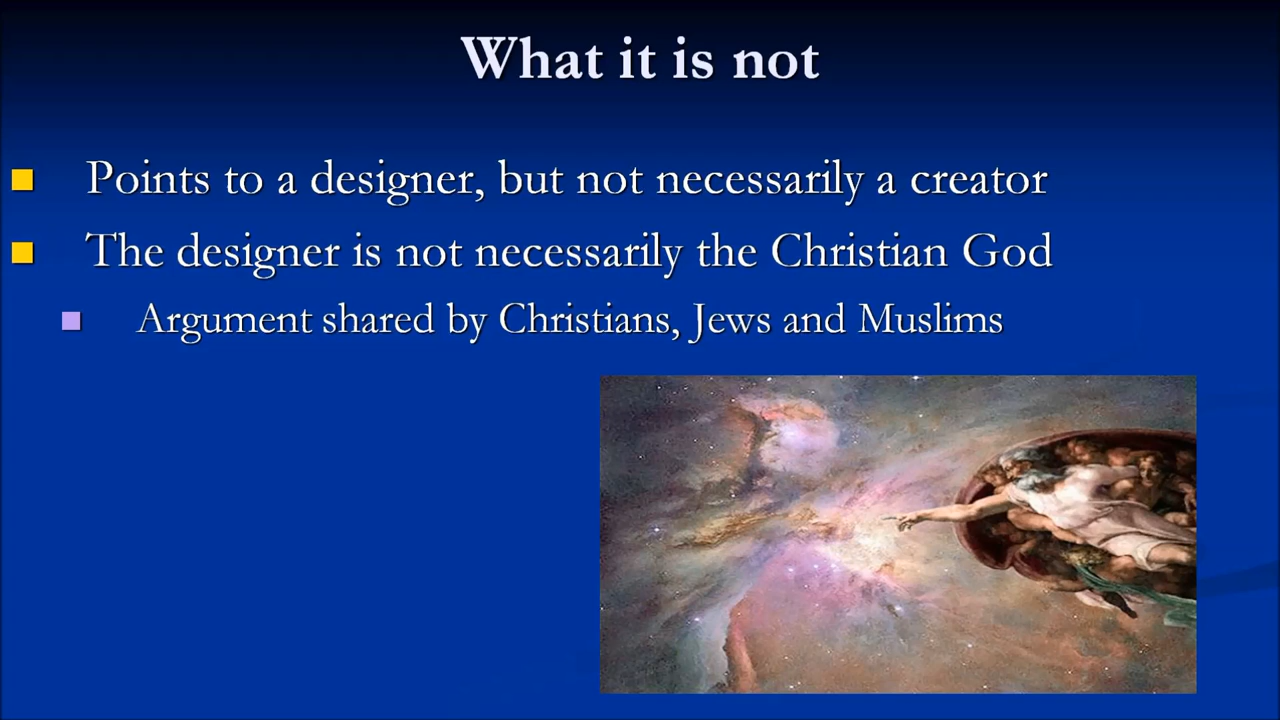 What it is not
Points to a designer, but not necessarily a creator
The designer is not necessarily the Christian God
Argument shared by Christians, Jews and Muslims